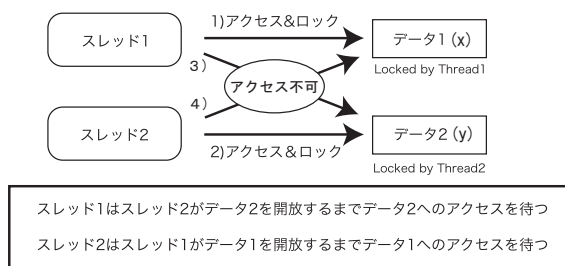 1)アクセス&ロック
スレッド1
データ1 (x)
Locked by Thread1
3)
アクセス不可
4)
スレッド2
データ2 (y)
2)アクセス&ロック
Locked by Thread2
スレッド1はスレッド2がデータ2を開放するまでデータ2へのアクセスを待つ
スレッド2はスレッド1がデータ1を開放するまでデータ1へのアクセスを待つ